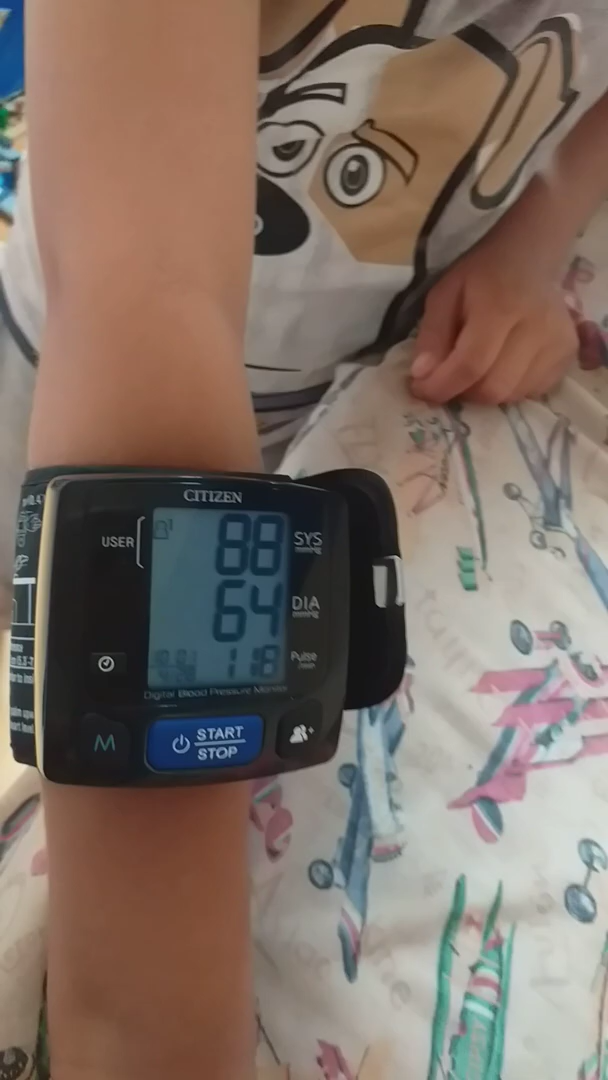 CITIZEN
USER
88
SYS
mmHg
64
DIA
mmHg
118
Pulse
/min
Digital Blood Pressure Monitor
M
START
STOP